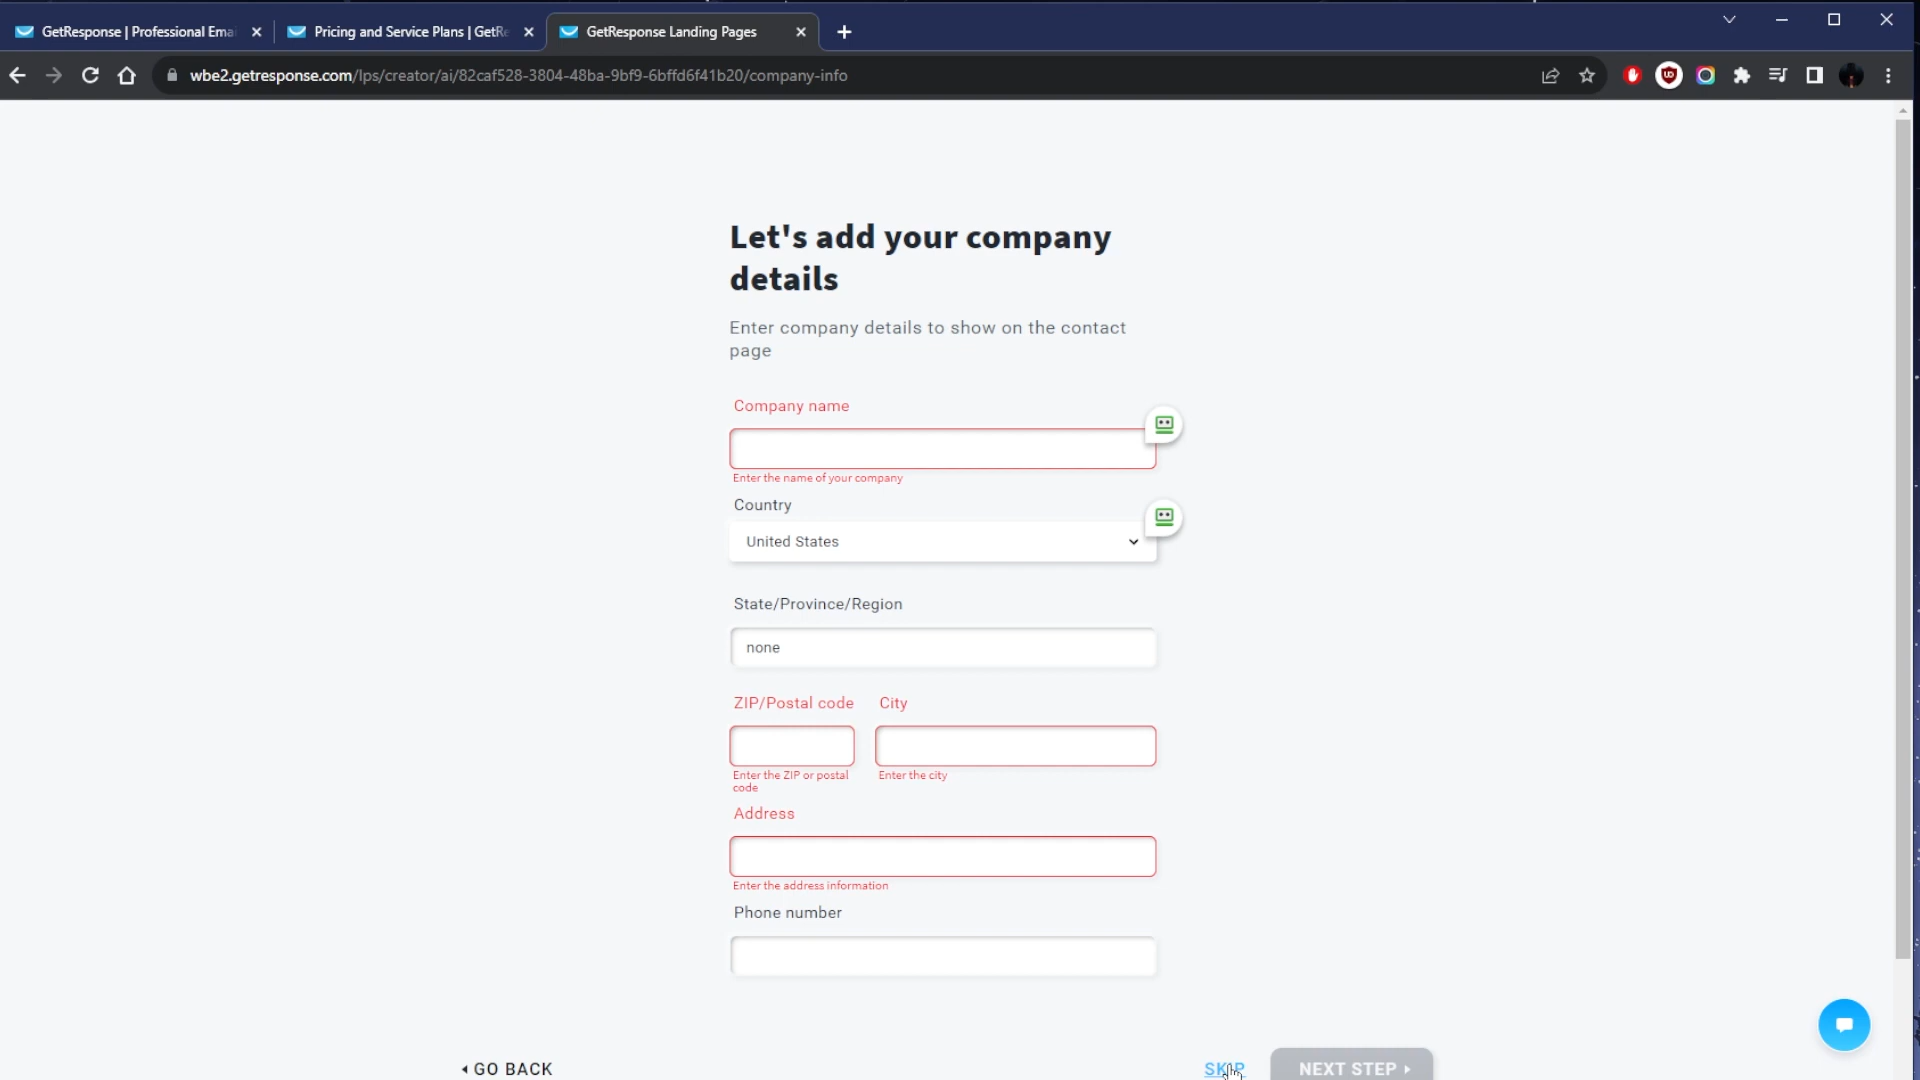 GetResponse | Professional Ema
Pricing and Service Plans | GetRe
GetResponse Landing Pages
wbe2.getresponse.com/lps/creator/ai/82caf528-3804-48ba-9bf9-6bffd6f41b20/company-info
Let's add your company
details
Enter company details to show on the contact
page
Company name
Enter the name of your company
Country
United States
State/Province/Region
none
ZIP/Postal code City
Enter the ZIP or postal
code
Enter the city
Address
Enter the address information
Phone number
GO BACK
SKIP
NEXT STEP